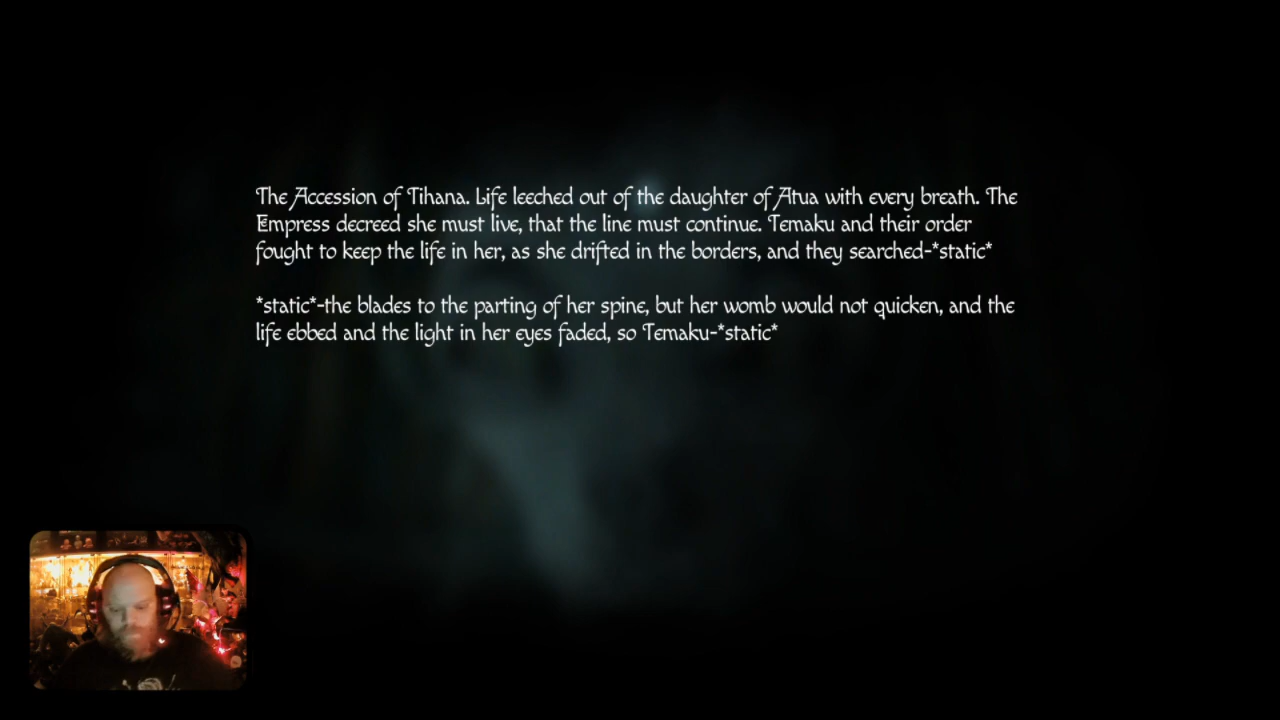 The Accession of Tihana. Life leeched out of the daughter of Atua with every breath. The
Empress decreed she must live, that the line must continue. Temaku and their order
fought to keep the life in her, as she drifted in the borders, and they searched-*static*
*static*-the blades to the parting of her spine, but her womb would not quicken, and the
life ebbed and the light in her eyes faded, so Temaku-*static*